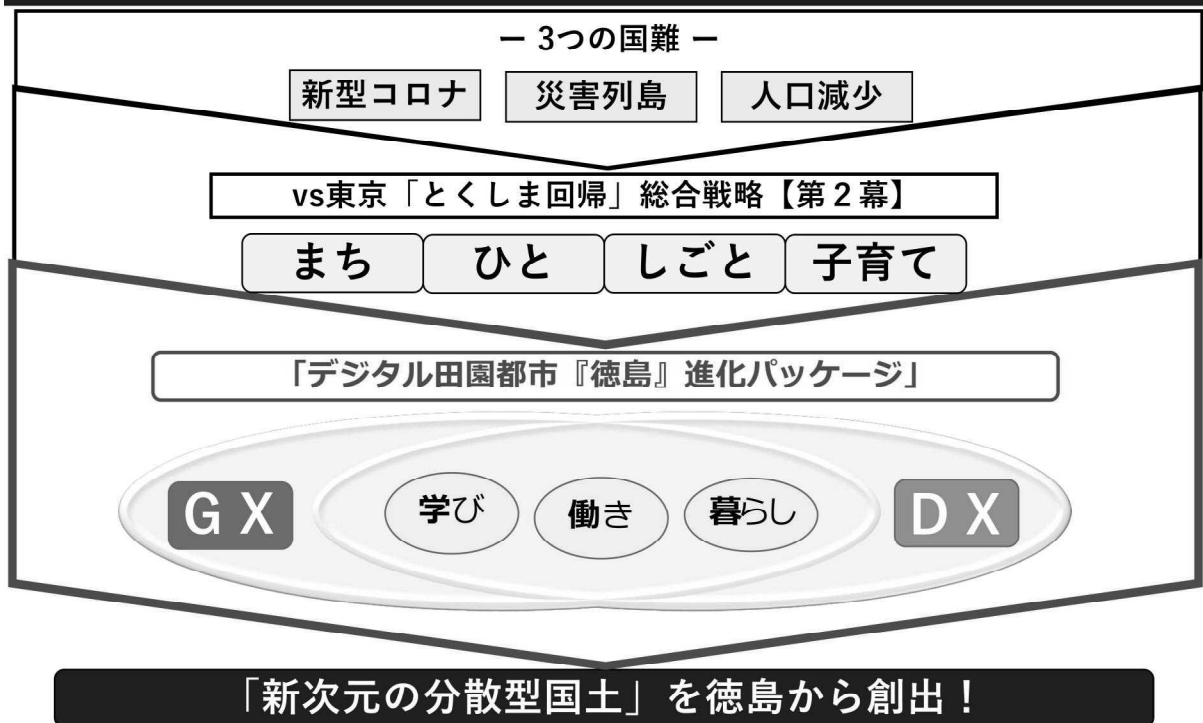 ー 3つの国難 ー
新型コロナ 災害列島 人口減少
vs東京「とくしま回帰」総合戦略【第２幕】
まち ひと しごと 子育て
「デジタル田園都市『徳島』進化パッケージ」
ＧＸ 学び 働き 暮らし ＤＸ
「新次元の分散型国土」を徳島から創出！